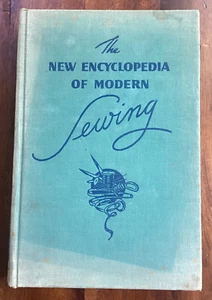 The
NEW ENCYCLOPEDIA
OF MODERN
Sewing